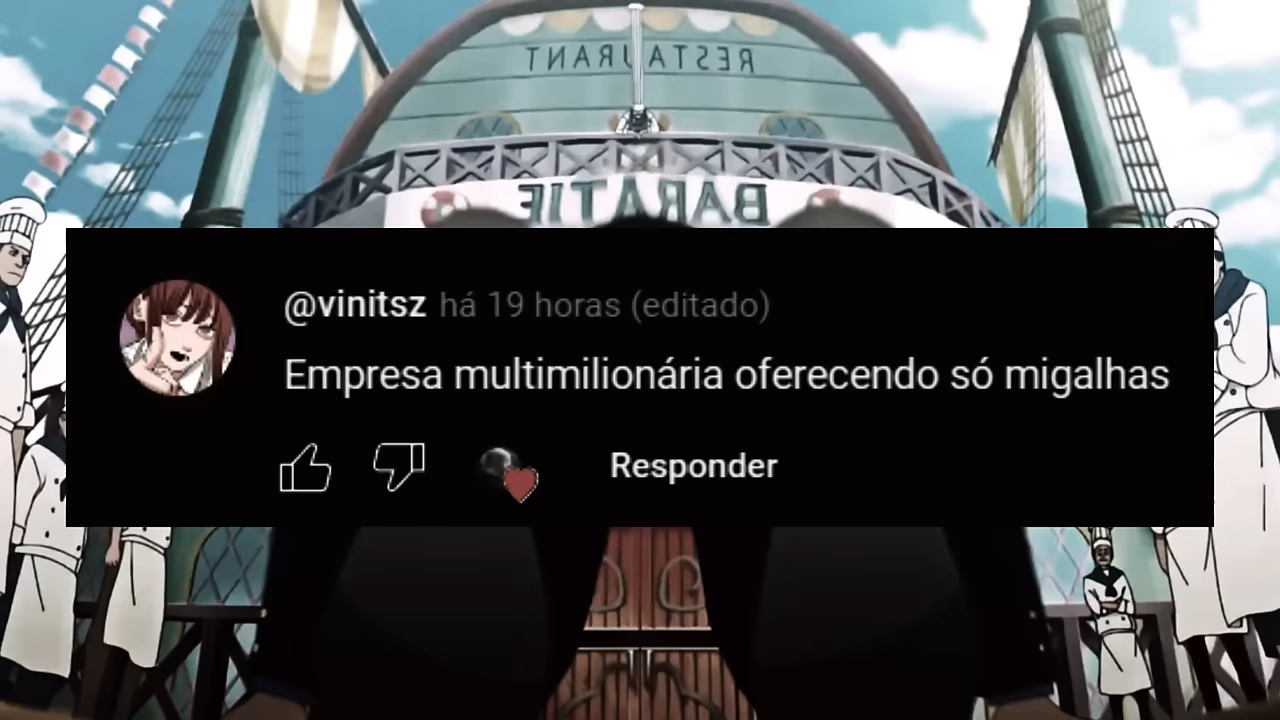 RESTAURANT
BARATIE
@vinitsz há 19 horas (editado)
Empresa multimilionária oferecendo só migalhas
Responder